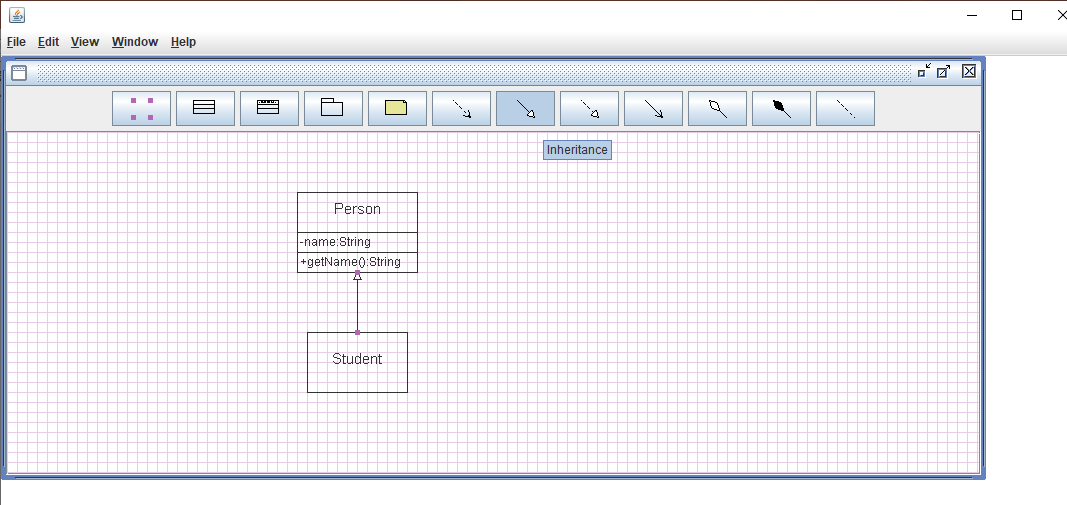 File Edit View Window Help
Inheritance
Person
-name:String
+getName():String
Student